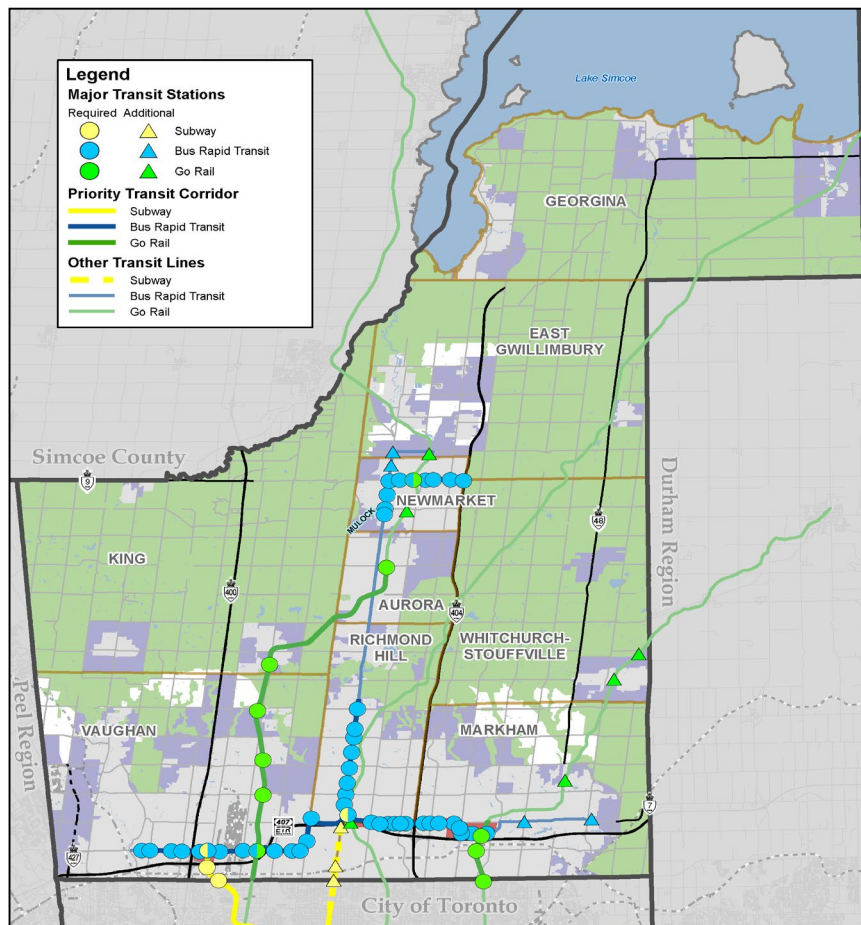 Legend
Major Transit Stations
Required Additional
Subway
Bus Rapid Transit
Go Rail
Priority Transit Corridor
Subway
Bus Rapid Transit
Go Rail
Other Transit Lines
Subway
Bus Rapid Transit
Go Rail
Lake Simcoe
GEORGINA
EAST
GWILLIMBURY
Simcoe County
9
NEWMARKET
MULOCK
48
Durham Region
KING
400
AURORA
404
RICHMOND
HILL
WHITCHURCH-
STOUFFVILLE
Peel Region
VAUGHAN
MARKHAM
7
407
ETR
427
City of Toronto